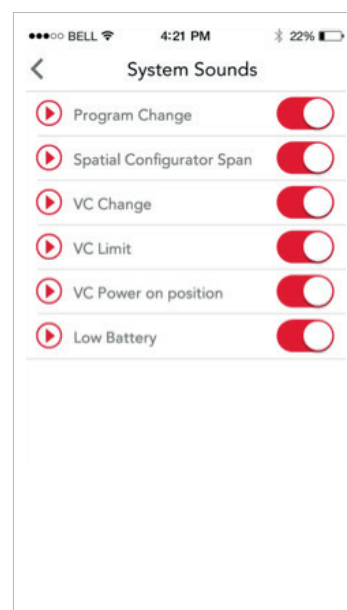 BELL 4:21 PM 22%
System Sounds
Program Change
Spatial Configurator Span
VC Change
VC Limit
VC Power on position
Low Battery